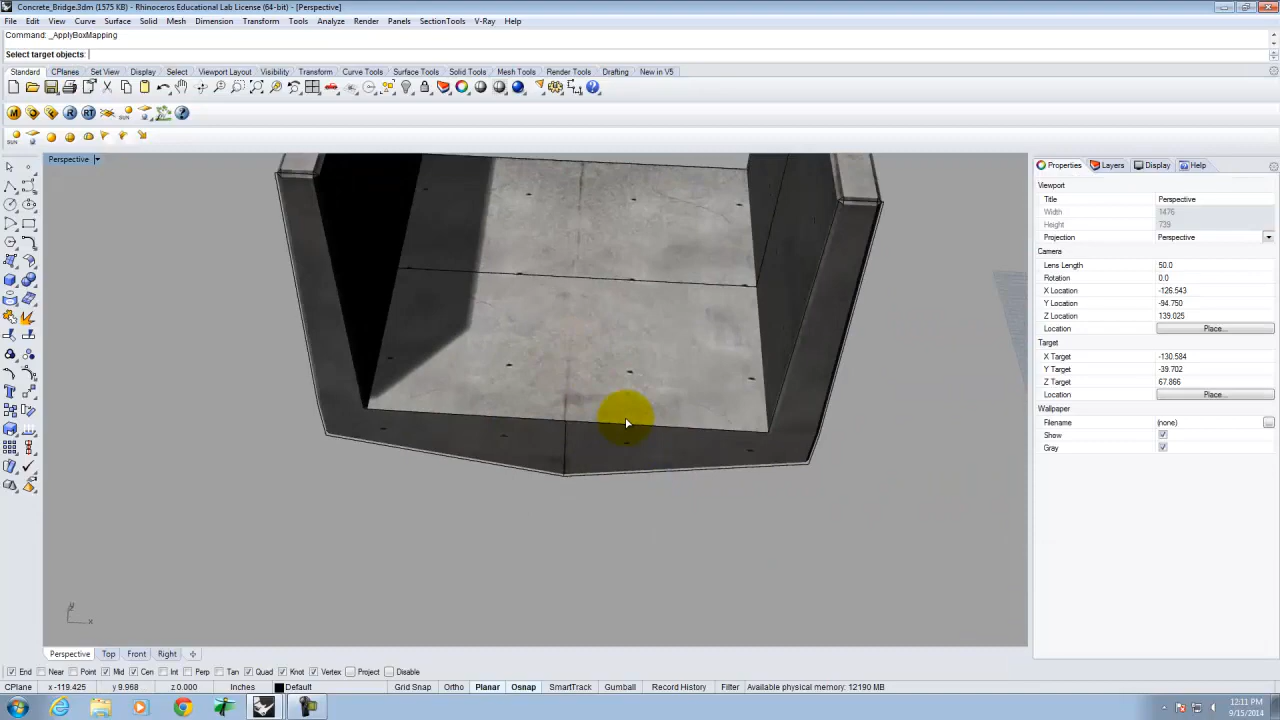 Concrete_Bridge.3dm (1575 KB) - Rhinoceros Educational Lab License (64-bit) - [Perspective]
File Edit View Curve Surface Solid Mesh Dimension Transform Tools Analyze Render Panels SectionTools V-Ray Help
Command: _ApplyBoxMapping
Select target objects:
Standard CPlanes Set View Display Select Viewport Layout Visibility Transform Curve Tools Surface Tools Solid Tools Mesh Tools Render Tools Drafting New in V5
M R RT SUN
SUN
Perspective
Properties Layers Display Help
Viewport
Title Perspective
Width 1476
Height 739
Projection Perspective
Camera
Lens Length 50.0
Rotation 0.0
X Location -126.543
Y Location -94.750
Z Location 139.025
Location Place...
Target
X Target -130.584
Y Target -39.702
Z Target 67.866
Location Place...
Wallpaper
Filename (none)
Show
Gray
y
x
Perspective Top Front Right
End Near Point Mid Cen Int Perp Tan Quad Knot Vertex Project Disable
CPlane x -119.425 y 9.968 z 0.000 Inches Default Grid Snap Ortho Planar Osnap SmartTrack Gumball Record History Filter Available physical memory: 12190 MB
12:11 PM
9/15/2014